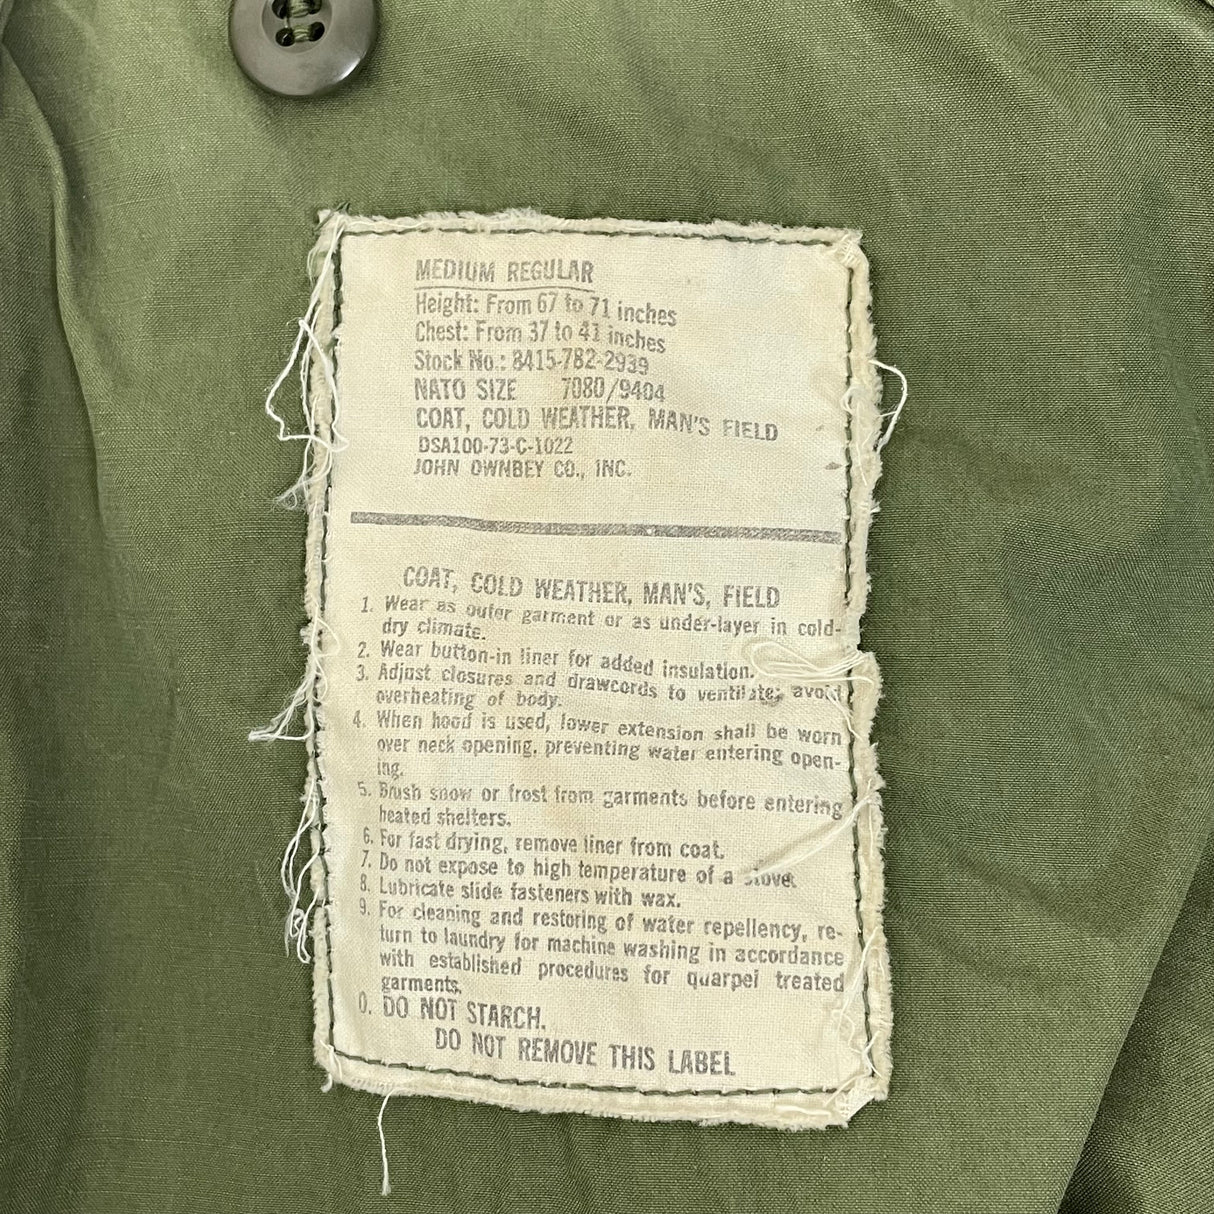 MEDIUM REGULAR
Height: From 67 to 71 inches
Chest: From 37 to 41 inches
Stock No.: 8415-782-2939
NATO SIZE 7080/9404
COAT, COLD WEATHER, MAN'S FIELD
DSA100-73-C-1022
JOHN OWNBEY CO., INC.
COAT, COLD WEATHER, MAN'S, FIELD
1. Wear as outer garment or as under-layer in cold-
dry climate.
2. Wear button-in liner for added insulation.
3. Adjust closures and drawcords to ventilate; avoid
overheating of body.
4. When hood is used, lower extension shall be worn
over neck opening, preventing water entering open-
ing.
5. Brush snow or frost from garments before entering
heated shelters.
6. For fast drying, remove liner from coat.
7. Do not expose to high temperature of a stove.
8. Lubricate slide fasteners with wax.
9. For cleaning and restoring of water repellency, re-
turn to laundry for machine washing in accordance
with established procedures for quarpel treated
garments.
0. DO NOT STARCH.
DO NOT REMOVE THIS LABEL